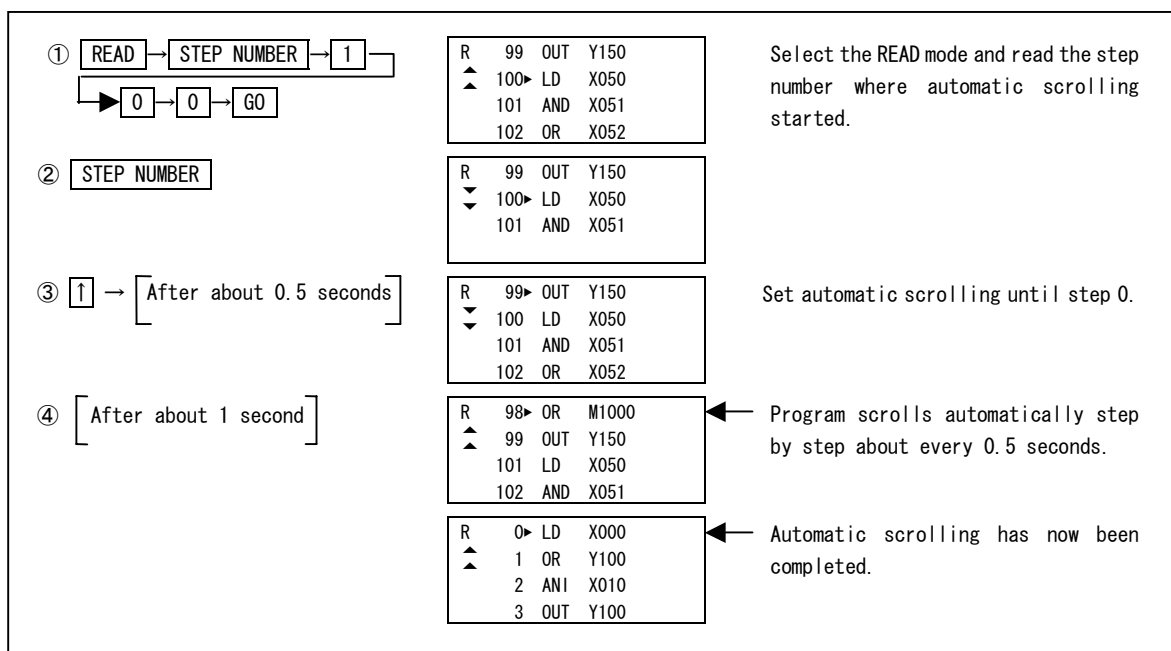 ① READ → STEP NUMBER → 1
→ 0 → 0 → GO
R 99 OUT Y150
100► LD X050
101 AND X051
102 OR X052
Select the READ mode and read the step
number where automatic scrolling
started.
② STEP NUMBER
R 99 OUT Y150
100► LD X050
101 AND X051
③ ↑ → [After about 0.5 seconds]
R 99► OUT Y150
100 LD X050
101 AND X051
102 OR X052
Set automatic scrolling until step 0.
④ [After about 1 second]
R 98► OR M1000
99 OUT Y150
101 LD X050
102 AND X051
Program scrolls automatically step
by step about every 0.5 seconds.
R 0► LD X000
1 OR Y100
2 ANI X010
3 OUT Y100
Automatic scrolling has now been
completed.